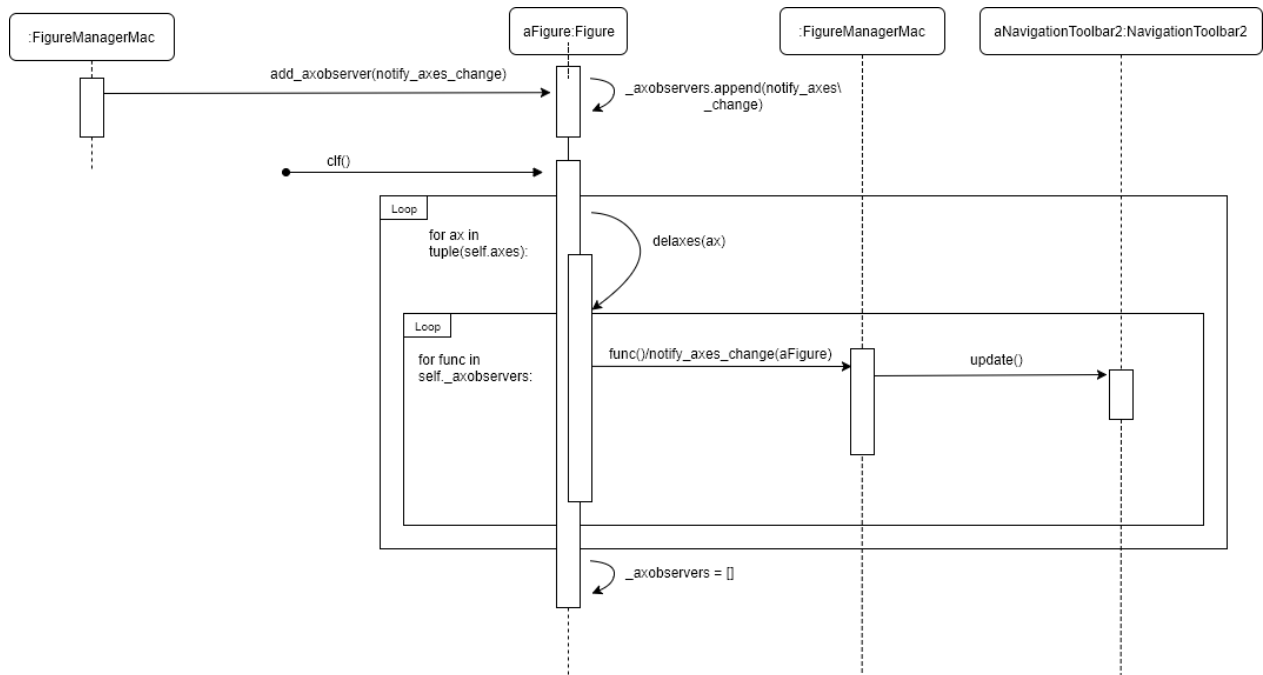 :FigureManagerMac
aFigure:Figure
:FigureManagerMac
aNavigationToolbar2:NavigationToolbar2
add_axobserver(notify_axes_change)
_axobservers.append(notify_axes\
_change)
clf()
Loop
for ax in
tuple(self.axes):
delaxes(ax)
Loop
for func in
self._axobservers:
func()/notify_axes_change(aFigure)
update()
_axobservers = []